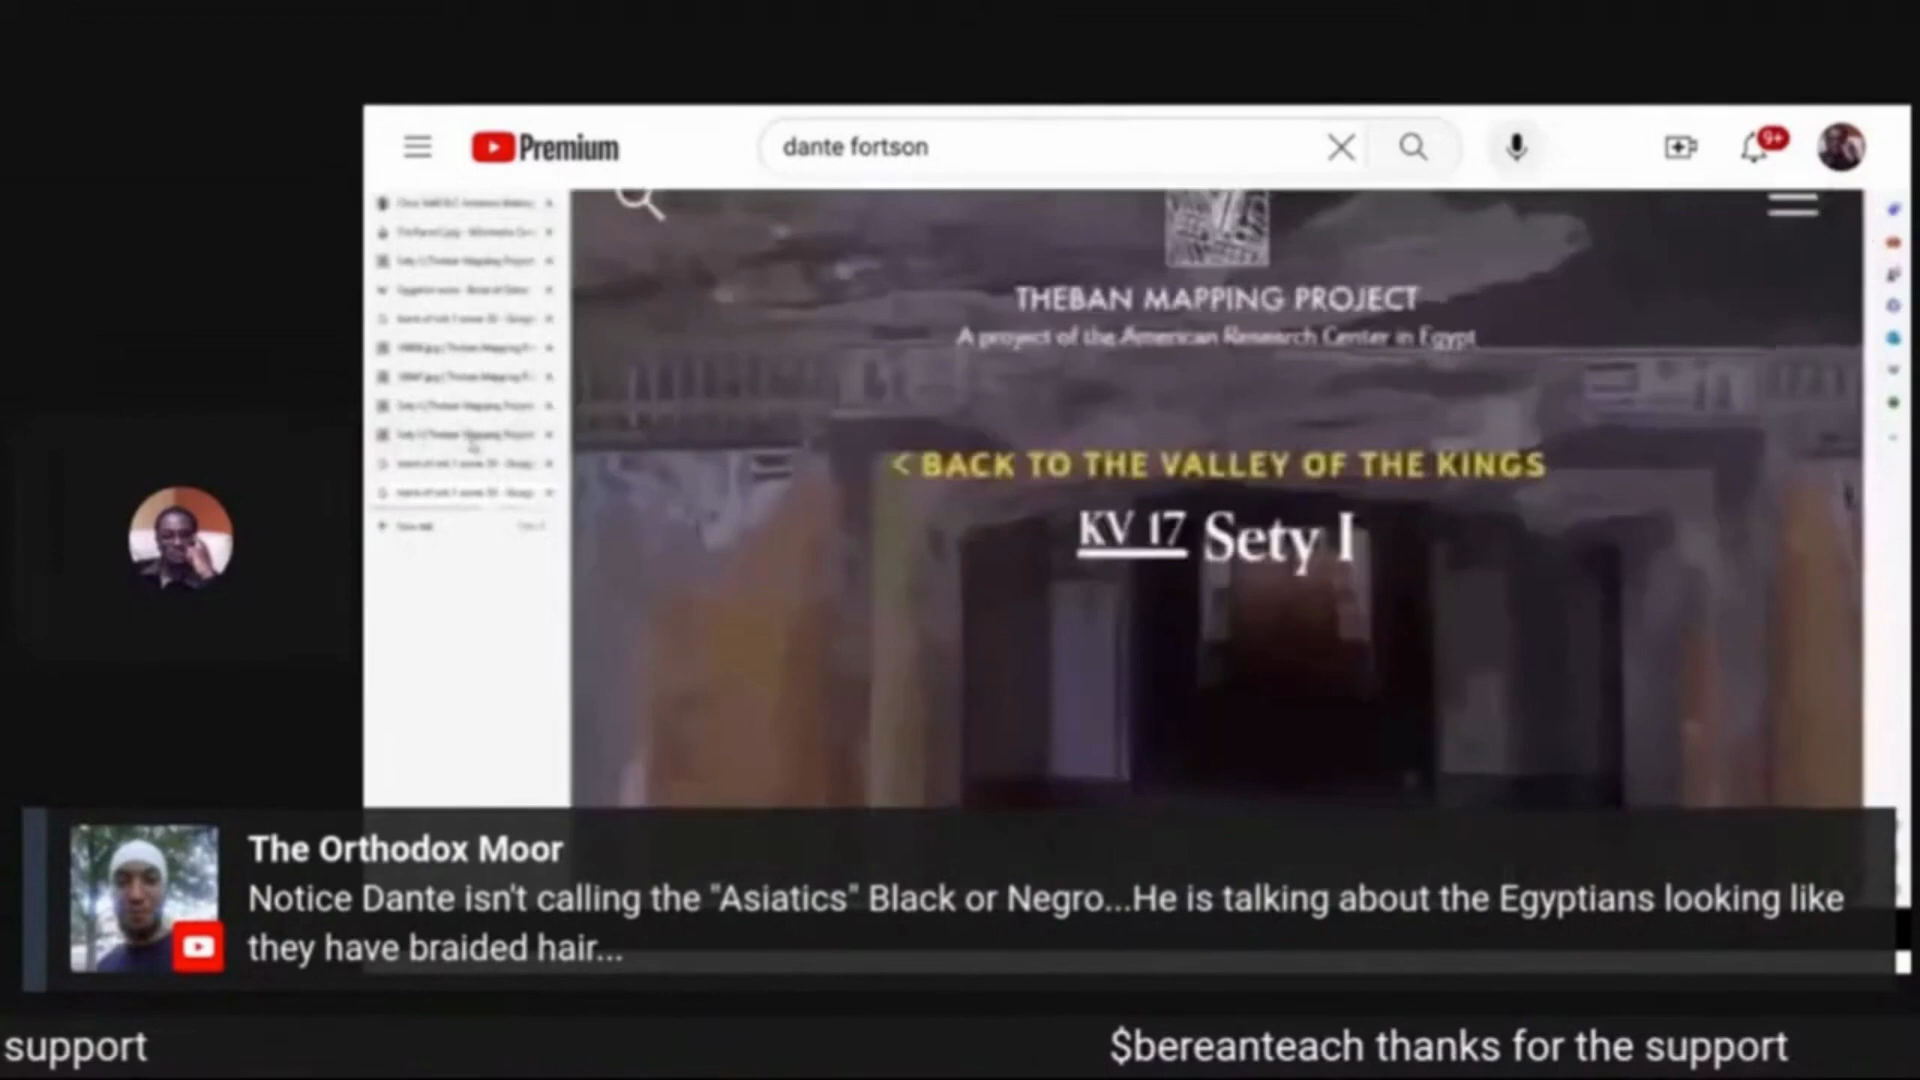 Premium
dante fortson
9+
THEBAN MAPPING PROJECT
A project of the American Research Center in Egypt
< BACK TO THE VALLEY OF THE KINGS
KV 17 Sety I
The Orthodox Moor
Notice Dante isn't calling the "Asiatics" Black or Negro...He is talking about the Egyptians looking like
they have braided hair...
support
$bereanteach thanks for the support